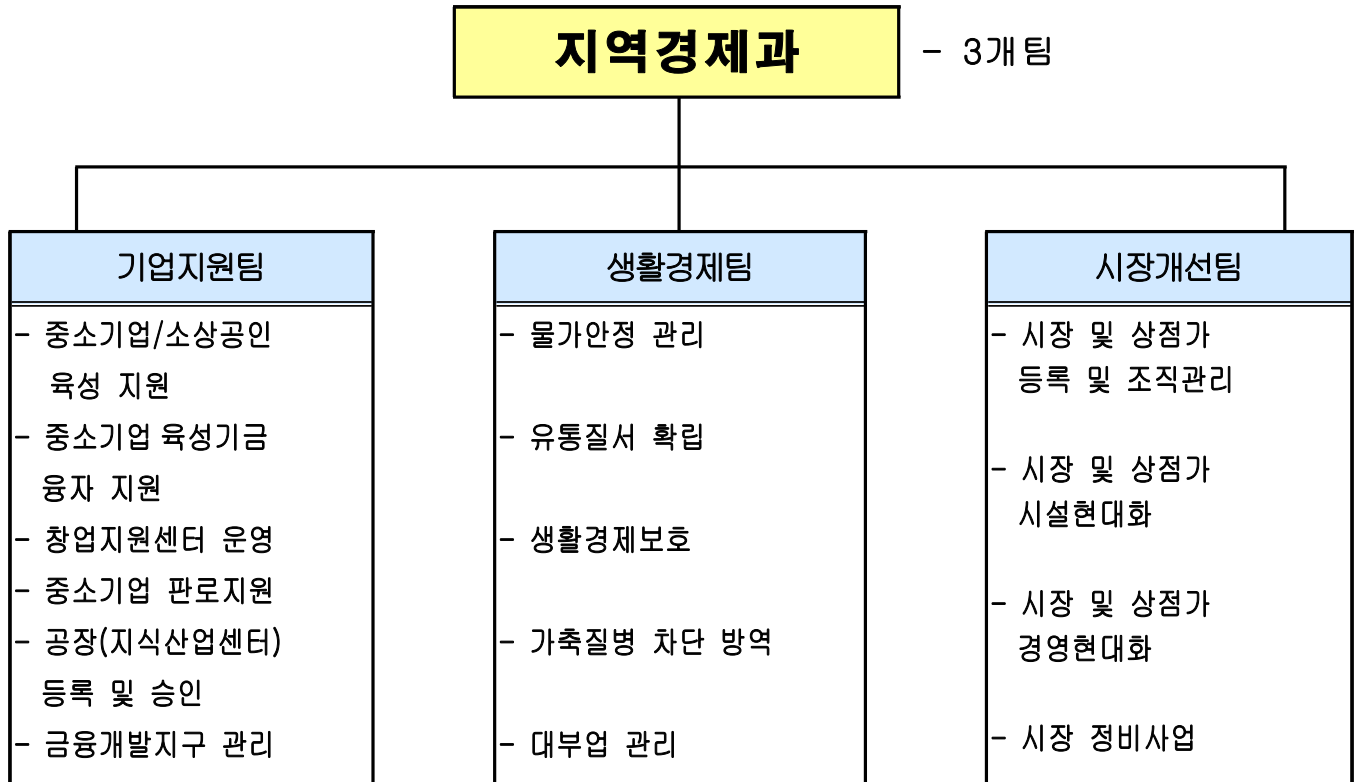 지역경제과
- 3개팀
기업지원팀
- 중소기업/소상공인
육성 지원
- 중소기업 육성기금
융자 지원
- 창업지원센터 운영
- 중소기업 판로지원
- 공장(지식산업센터)
등록 및 승인
- 금융개발지구 관리
생활경제팀
- 물가안정 관리
- 유통질서 확립
- 생활경제보호
- 가축질병 차단 방역
- 대부업 관리
시장개선팀
- 시장 및 상점가
등록 및 조직관리
- 시장 및 상점가
시설현대화
- 시장 및 상점가
경영현대화
- 시장 정비사업